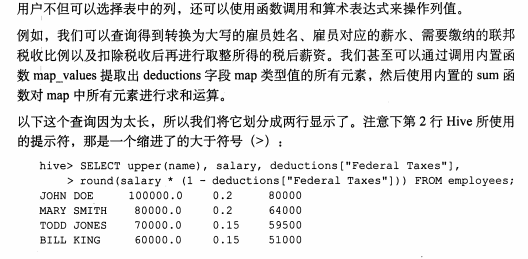 用户不但可以选择表中的列，还可以使用函数调用和算术表达式来操作列值。
例如，我们可以查询得到转换为大写的雇员姓名、雇员对应的薪水、需要缴纳的联邦
税收比例以及扣除税收后再进行取整所得的税后薪资。我们甚至可以通过调用内置函
数 map_values 提取出 deductions 字段 map 类型值的所有元素，然后使用内置的 sum 函
数对 map 中所有元素进行求和运算。
以下这个查询因为太长，所以我们将它划分成两行显示了。注意下第 2 行 Hive 所使用
的提示符，那是一个缩进了的大于符号（>）：
hive> SELECT upper(name), salary, deductions["Federal Taxes"],
> round(salary * (1 - deductions["Federal Taxes"])) FROM employees;
JOHN DOE 100000.0 0.2 80000
MARY SMITH 80000.0 0.2 64000
TODD JONES 70000.0 0.15 59500
BILL KING 60000.0 0.15 51000